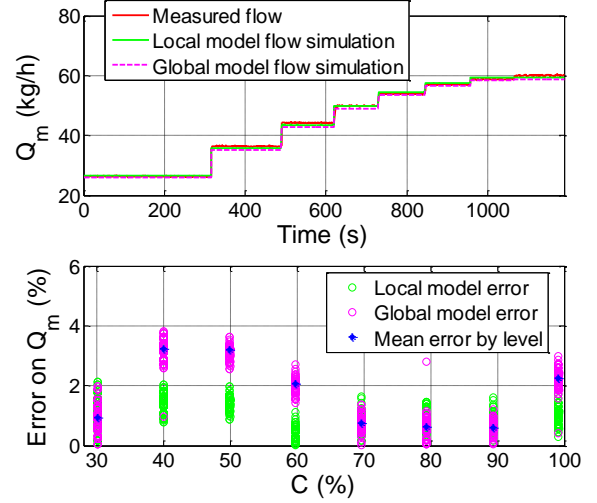 Measured flow
Local model flow simulation
Global model flow simulation
Q_m (kg/h)
80
60
40
20
0 200 400 600 800 1000
Time (s)
Local model error
Global model error
Mean error by level
Error on Q_m (%)
6
4
2
0
30 40 50 60 70 80 90 100
C (%)